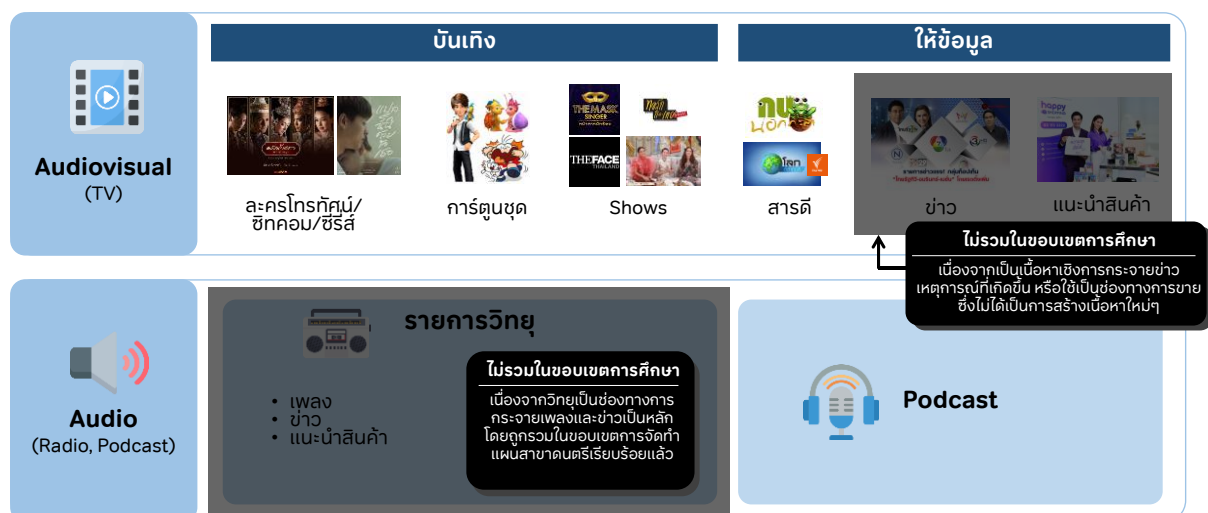 บันเทิง
ให้ข้อมูล
Audiovisual
(TV)
THE MASK
SINGER
THE FACE
THAILAND
กบ
นอก
โลก
ละครโทรทัศน์/
ซิทคอม/ซีรีส์
การ์ตูนชุด
Shows
สารดี
ข่าว
แนะนำสินค้า
ไม่รวมในขอบเขตการศึกษา
เนื่องจากเป็นเนื้อหาเชิงการกระจายข่าว
เหตุการณ์ที่เกิดขึ้น หรือใช้เป็นช่องทางการขาย
ซึ่งไม่ได้เป็นการสร้างเนื้อหาใหม่ๆ
Audio
(Radio, Podcast)
รายการวิทยุ
• เพลง
• ข่าว
• แนะนำสินค้า
ไม่รวมในขอบเขตการศึกษา
เนื่องจากวิทยุเป็นช่องทางการ
กระจายเพลงและข่าวเป็นหลัก
โดยถูกรวมในขอบเขตการจัดทำ
แผนสาขาดนตรีเรียบร้อยแล้ว
Podcast